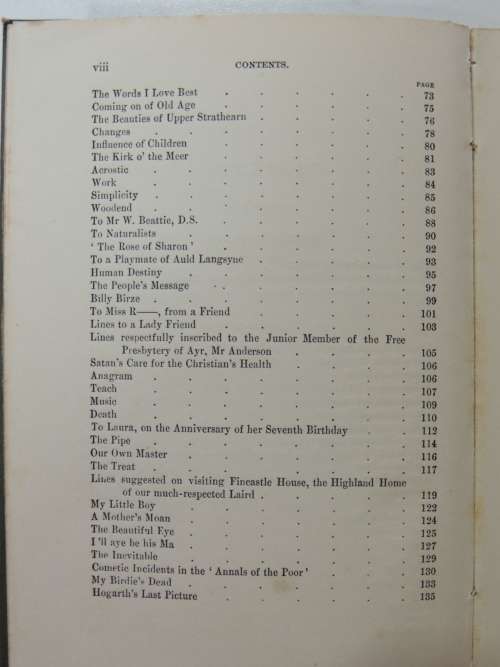 viii CONTENTS.
PAGE
The Words I Love Best . . . . . 73
Coming on of Old Age . . . . . 75
The Beauties of Upper Strathearn . . . . 76
Changes . . . . . . 78
Influence of Children . . . . . 80
The Kirk o' the Meer . . . . . 81
Acrostic . . . . . . 83
Work . . . . . . 84
Simplicity . . . . . . 85
Woodend . . . . . . 86
To Mr W. Beattie, D.S. . . . . . 88
To Naturalists . . . . . . 90
' The Rose of Sharon ' . . . . . 92
To a Playmate of Auld Langsyne . . . . 93
Human Destiny . . . . . . 95
The People's Message . . . . . 97
Billy Birze . . . . . . 99
To Miss R——, from a Friend . . . . 101
Lines to a Lady Friend . . . . . 103
Lines respectfully inscribed to the Junior Member of the Free
Presbytery of Ayr, Mr Anderson . . . . 105
Satan's Care for the Christian's Health . . . . 106
Anagram . . . . . . 106
Teach . . . . . . 107
Music . . . . . . 109
Death . . . . . . 110
To Laura, on the Anniversary of her Seventh Birthday . . 112
The Pipe . . . . . . 114
Our Own Master . . . . . . 116
The Treat . . . . . . 117
Lines suggested on visiting Fincastle House, the Highland Home
of our much-respected Laird . . . . . 119
My Little Boy . . . . . . 122
A Mother's Moan . . . . . . 124
The Beautiful Eye . . . . . . 125
I'll aye be his Ma . . . . . . 127
The Inevitable . . . . . . 129
Cometic Incidents in the ' Annals of the Poor ' . . . 130
My Birdie's Dead . . . . . . 133
Hogarth's Last Picture . . . . . 135